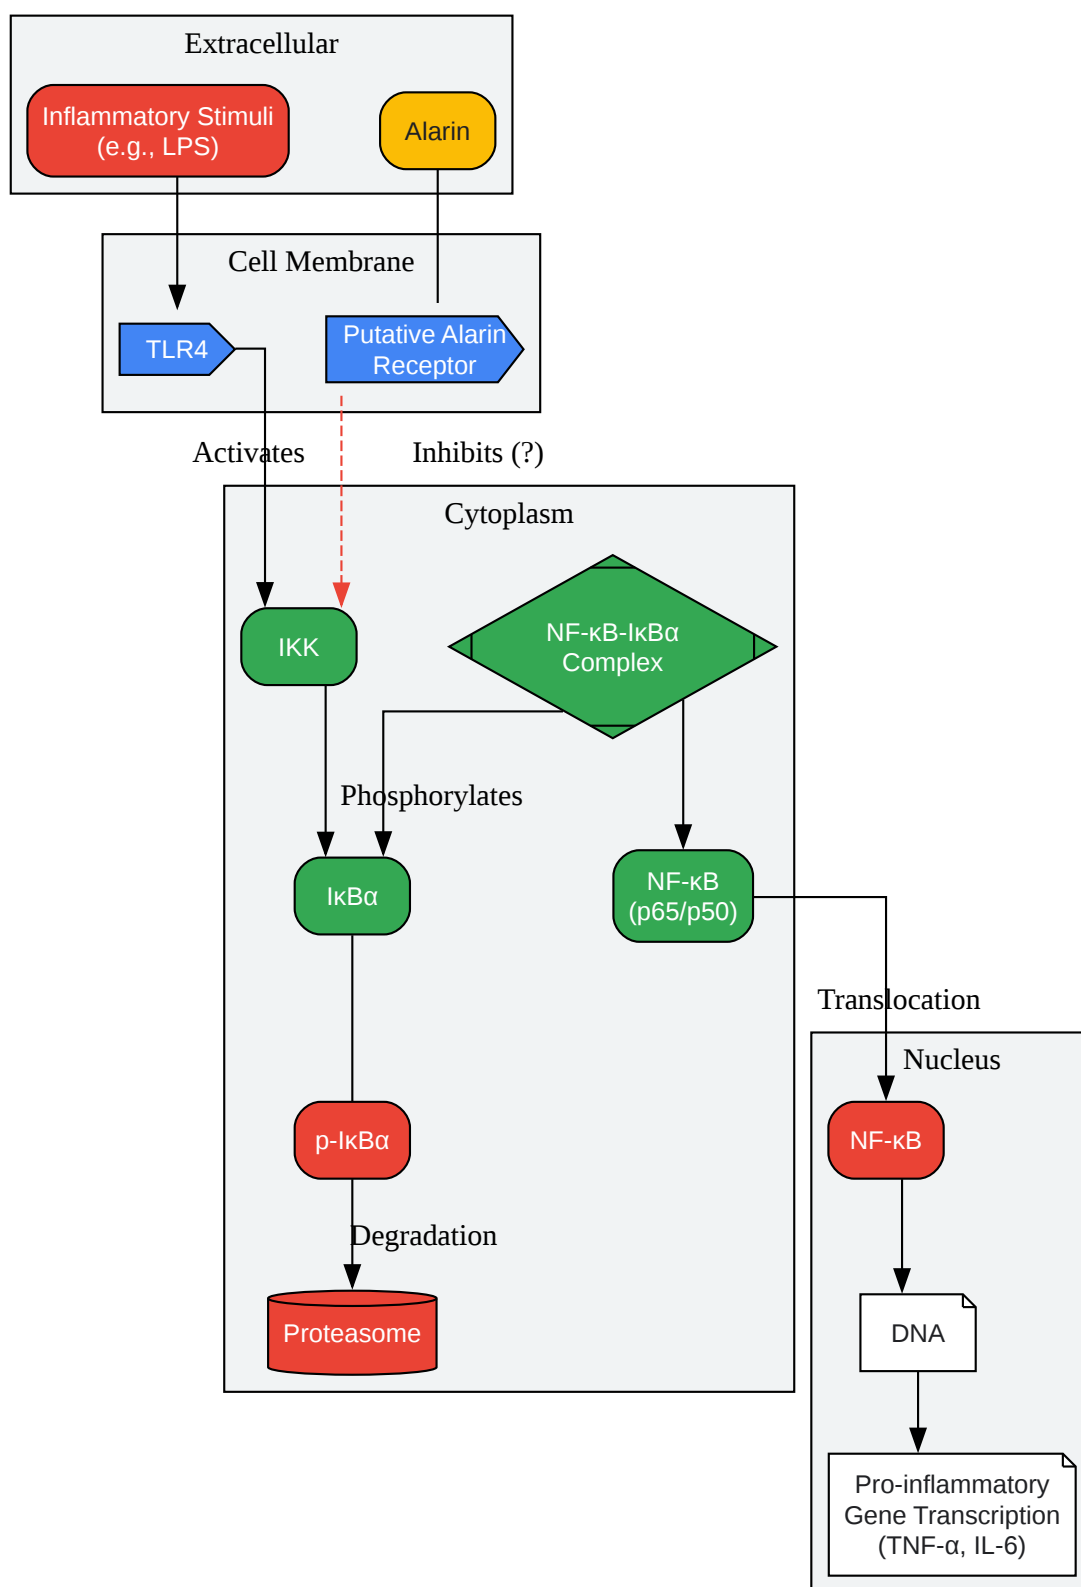 Extracellular
Inflammatory Stimuli
(e.g., LPS)
Alarin
Cell Membrane
TLR4
Putative Alarin
Receptor
Activates
Inhibits (?)
Cytoplasm
IKK
NF-κB-IκBα
Complex
Phosphorylates
IκBα
NF-κB
(p65/p50)
Translocation
Nucleus
p-IκBα
NF-κB
Degradation
Proteasome
DNA
Pro-inflammatory
Gene Transcription
(TNF-α, IL-6)